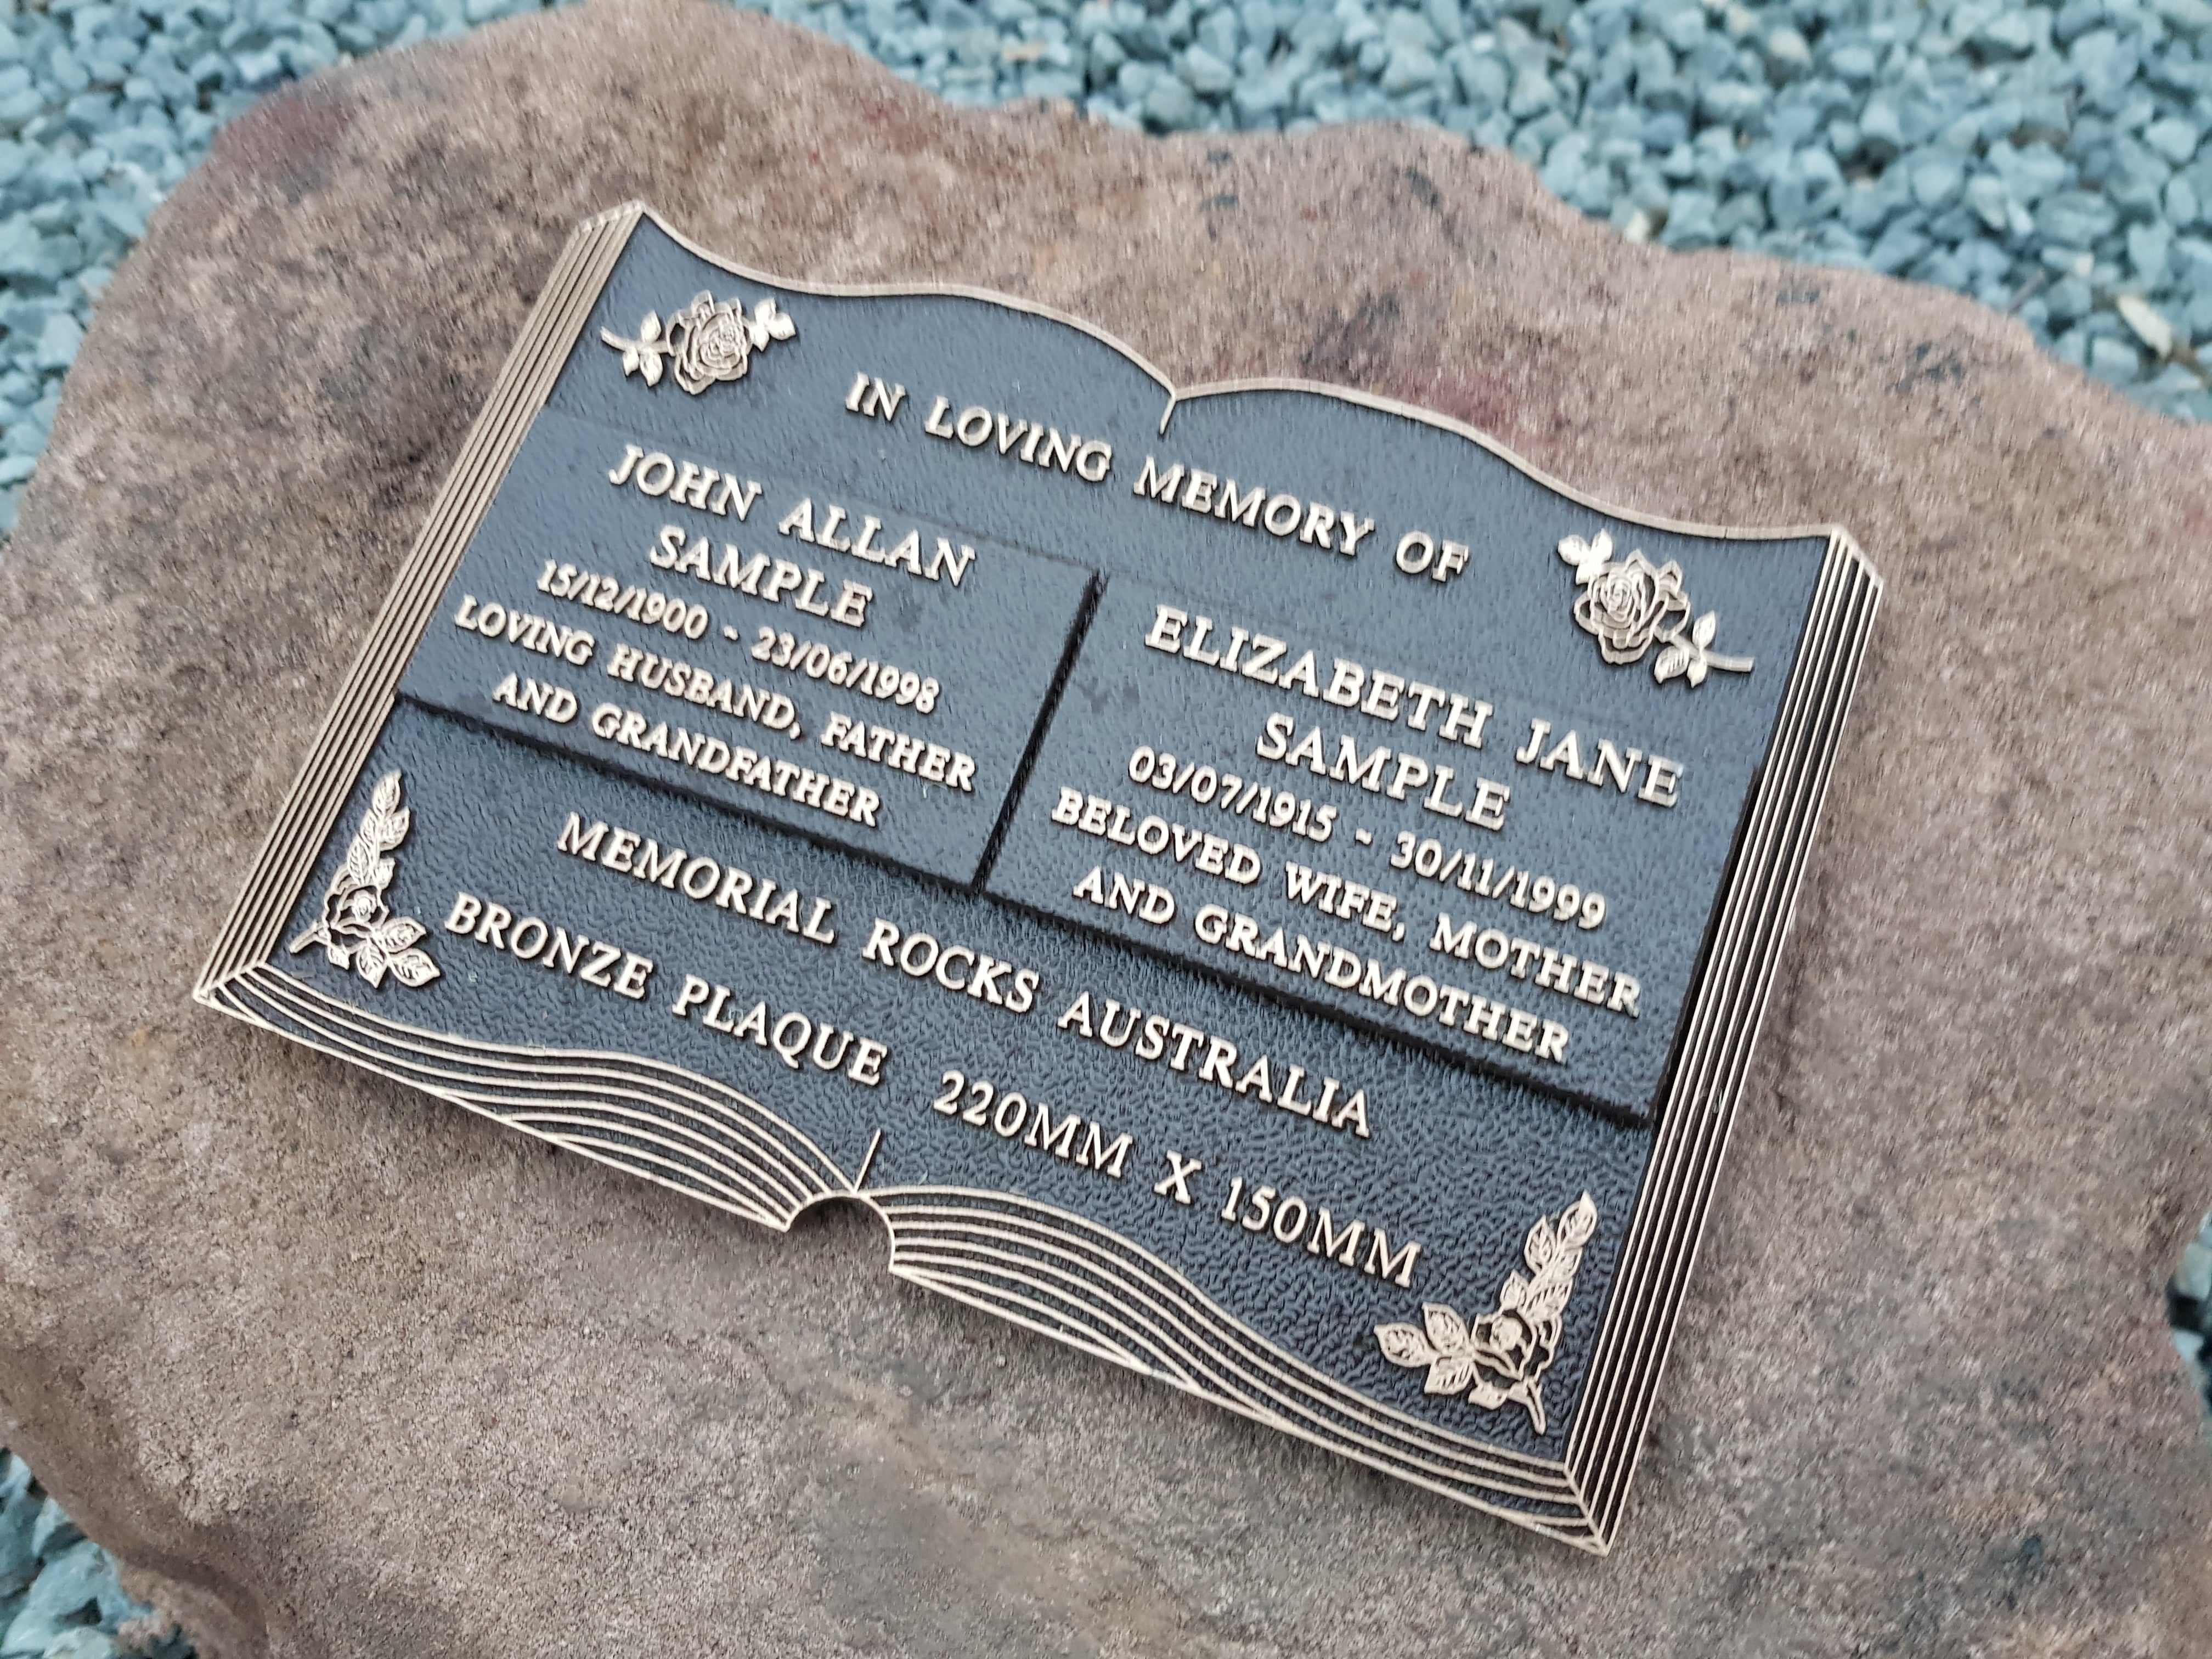 IN LOVING MEMORY OF
JOHN ALLAN
SAMPLE
15/12/1900 - 23/06/1998
LOVING HUSBAND, FATHER
AND GRANDFATHER
ELIZABETH JANE
SAMPLE
03/07/1915 - 30/11/1999
BELOVED WIFE, MOTHER
AND GRANDMOTHER
MEMORIAL ROCKS AUSTRALIA
BRONZE PLAQUE 220MM X 150MM